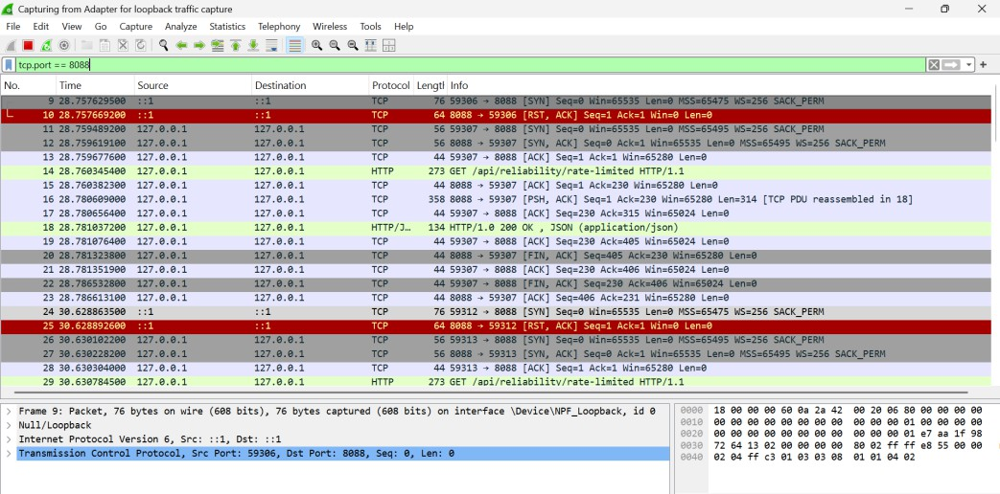 Capturing from Adapter for loopback traffic capture
File Edit View Go Capture Analyze Statistics Telephony Wireless Tools Help
tcp.port == 8088
No. Time Source Destination Protocol Lengtl Info
9 28.757629500 ::1 ::1 TCP 76 59306 → 8088 [SYN] Seq=0 Win=65535 Len=0 MSS=65475 WS=256 SACK_PERM
10 28.757669200 ::1 ::1 TCP 64 8088 → 59306 [RST, ACK] Seq=1 Ack=1 Win=0 Len=0
11 28.759489200 127.0.0.1 127.0.0.1 TCP 56 59307 → 8088 [SYN] Seq=0 Win=65535 Len=0 MSS=65495 WS=256 SACK_PERM
12 28.759619100 127.0.0.1 127.0.0.1 TCP 56 8088 → 59307 [SYN, ACK] Seq=0 Ack=1 Win=65535 Len=0 MSS=65495 WS=256 SACK_PERM
13 28.759677600 127.0.0.1 127.0.0.1 TCP 44 59307 → 8088 [ACK] Seq=1 Ack=1 Win=65280 Len=0
14 28.760345400 127.0.0.1 127.0.0.1 HTTP 273 GET /api/reliability/rate-limited HTTP/1.1
15 28.760382300 127.0.0.1 127.0.0.1 TCP 44 8088 → 59307 [ACK] Seq=1 Ack=230 Win=65280 Len=0
16 28.780609000 127.0.0.1 127.0.0.1 TCP 358 8088 → 59307 [PSH, ACK] Seq=1 Ack=230 Win=65280 Len=314 [TCP PDU reassembled in 18]
17 28.780656400 127.0.0.1 127.0.0.1 TCP 44 59307 → 8088 [ACK] Seq=230 Ack=315 Win=65024 Len=0
18 28.781037200 127.0.0.1 127.0.0.1 HTTP/J… 134 HTTP/1.0 200 OK , JSON (application/json)
19 28.781076400 127.0.0.1 127.0.0.1 TCP 44 59307 → 8088 [ACK] Seq=230 Ack=405 Win=65024 Len=0
20 28.781323800 127.0.0.1 127.0.0.1 TCP 44 8088 → 59307 [FIN, ACK] Seq=405 Ack=230 Win=65280 Len=0
21 28.781351900 127.0.0.1 127.0.0.1 TCP 44 59307 → 8088 [ACK] Seq=230 Ack=406 Win=65024 Len=0
22 28.786532800 127.0.0.1 127.0.0.1 TCP 44 59307 → 8088 [FIN, ACK] Seq=230 Ack=406 Win=65024 Len=0
23 28.786613100 127.0.0.1 127.0.0.1 TCP 44 8088 → 59307 [ACK] Seq=406 Ack=231 Win=65280 Len=0
24 30.628863500 ::1 ::1 TCP 76 59312 → 8088 [SYN] Seq=0 Win=65535 Len=0 MSS=65475 WS=256 SACK_PERM
25 30.628892600 ::1 ::1 TCP 64 8088 → 59312 [RST, ACK] Seq=1 Ack=1 Win=0 Len=0
26 30.630102200 127.0.0.1 127.0.0.1 TCP 56 59313 → 8088 [SYN] Seq=0 Win=65535 Len=0 MSS=65495 WS=256 SACK_PERM
27 30.630228200 127.0.0.1 127.0.0.1 TCP 56 8088 → 59313 [SYN, ACK] Seq=0 Ack=1 Win=65535 Len=0 MSS=65495 WS=256 SACK_PERM
28 30.630304000 127.0.0.1 127.0.0.1 TCP 44 59313 → 8088 [ACK] Seq=1 Ack=1 Win=65280 Len=0
29 30.630784500 127.0.0.1 127.0.0.1 HTTP 273 GET /api/reliability/rate-limited HTTP/1.1
Frame 9: Packet, 76 bytes on wire (608 bits), 76 bytes captured (608 bits) on interface \Device\NPF_Loopback, id 0
Null/Loopback
Internet Protocol Version 6, Src: ::1, Dst: ::1
Transmission Control Protocol, Src Port: 59306, Dst Port: 8088, Seq: 0, Len: 0
0000 18 00 00 00 60 0a 2a 42 00 20 06 80 00 00 00 00
0010 00 00 00 00 00 00 00 00 00 00 00 01 00 00 00 00
0020 00 00 00 00 00 00 00 00 00 00 00 01 e7 aa 1f 98
0030 72 64 13 02 00 00 00 00 80 02 ff ff e8 55 00 00
0040 02 04 ff c3 01 03 03 08 01 01 04 02